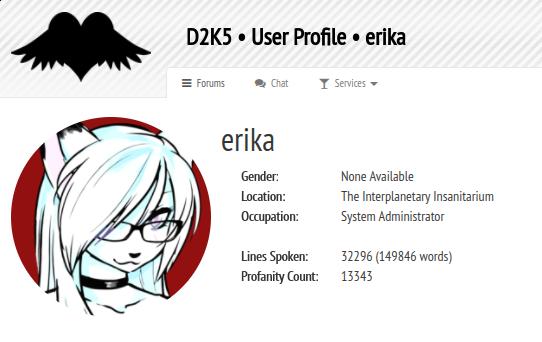 D2K5 • User Profile • erika
Forums Chat Services
erika
Gender: None Available
Location: The Interplanetary Insanitarium
Occupation: System Administrator
Lines Spoken: 32296 (149846 words)
Profanity Count: 13343